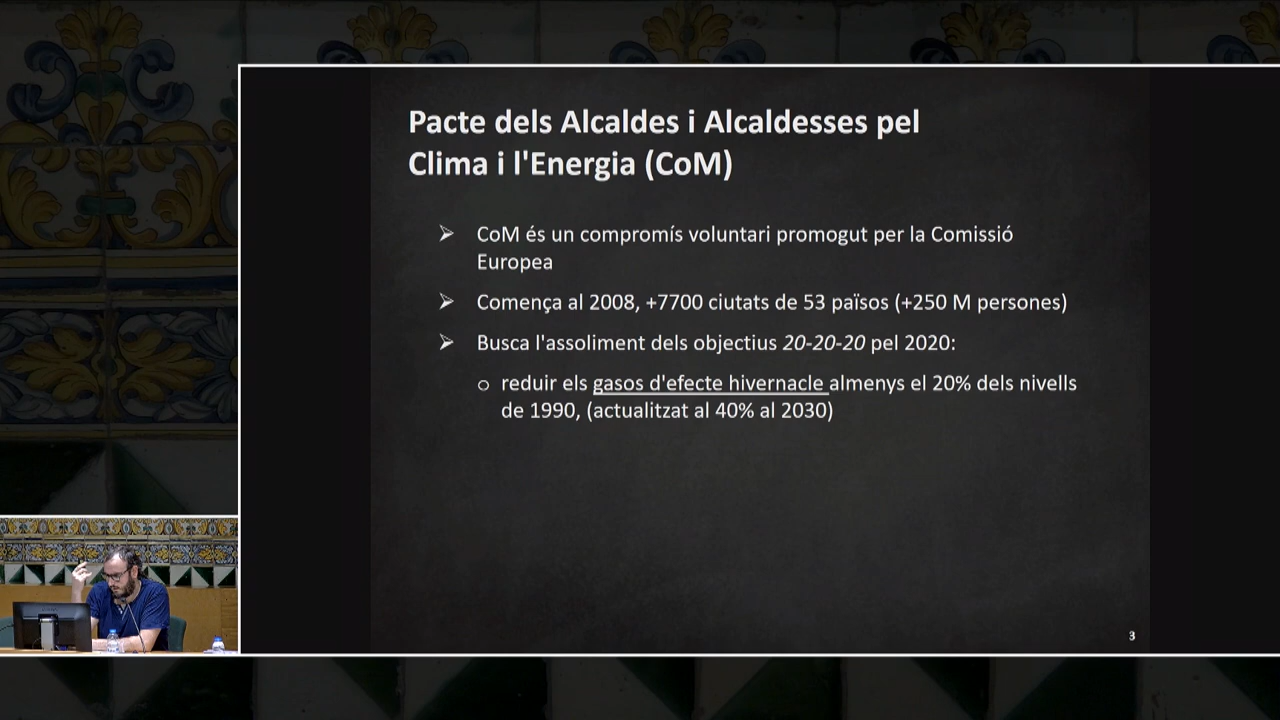 Pacte dels Alcaldes i Alcaldesses pel
Clima i l'Energia (CoM)
CoM és un compromís voluntari promogut per la Comissió
Europea
Comença al 2008, +7700 ciutats de 53 països (+250 M persones)
Busca l'assoliment dels objectius 20-20-20 pel 2020:
reduir els gasos d'efecte hivernacle almenys el 20% dels nivells
de 1990, (actualitzat al 40% al 2030)
3